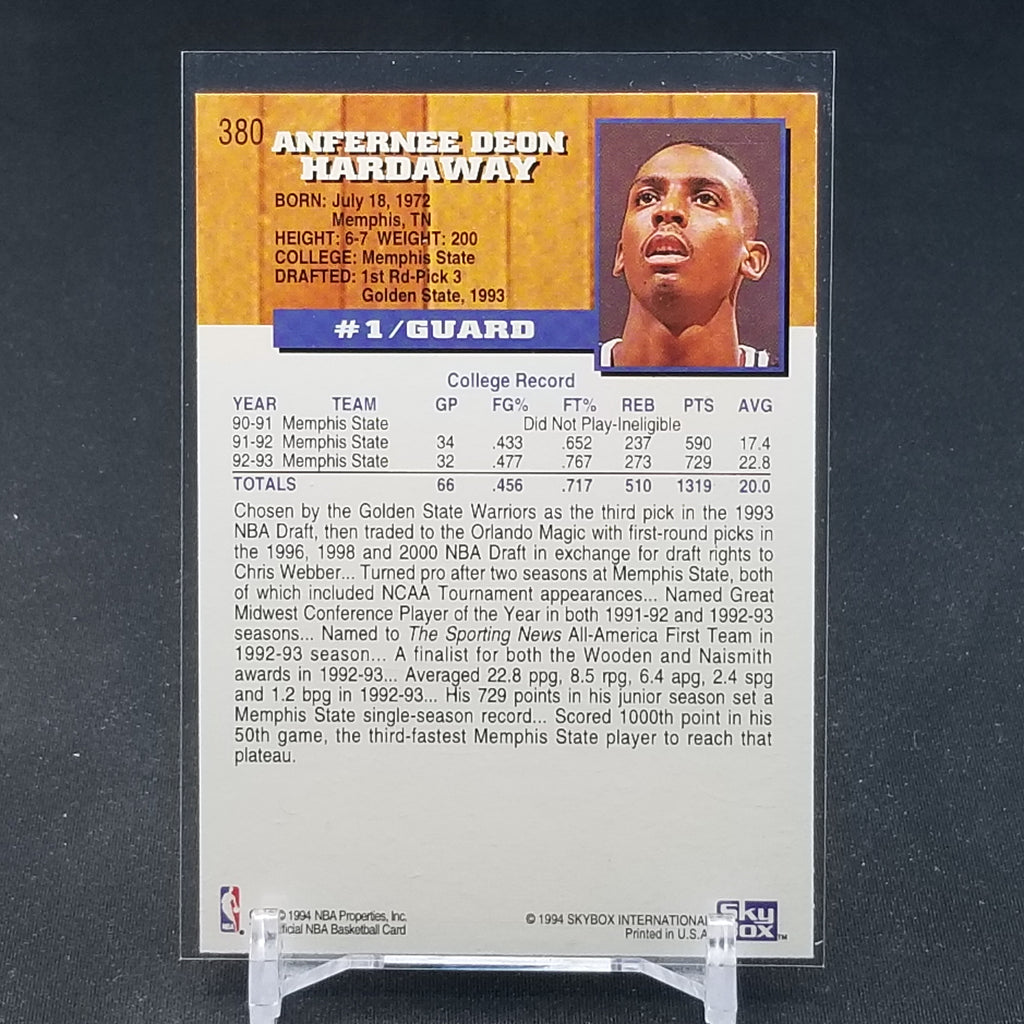 380
ANFERNEE DEON
HARDAWAY
BORN: July 18, 1972
Memphis, TN
HEIGHT: 6-7 WEIGHT: 200
COLLEGE: Memphis State
DRAFTED: 1st Rd-Pick 3
Golden State, 1993
#1/GUARD
College Record
YEAR TEAM GP FG% FT% REB PTS AVG
90-91 Memphis State Did Not Play-Ineligible
91-92 Memphis State 34 .433 .652 237 590 17.4
92-93 Memphis State 32 .477 .767 273 729 22.8
TOTALS 66 .456 .717 510 1319 20.0
Chosen by the Golden State Warriors as the third pick in the 1993
NBA Draft, then traded to the Orlando Magic with first-round picks in
the 1996, 1998 and 2000 NBA Draft in exchange for draft rights to
Chris Webber... Turned pro after two seasons at Memphis State, both
of which included NCAA Tournament appearances... Named Great
Midwest Conference Player of the Year in both 1991-92 and 1992-93
seasons... Named to The Sporting News All-America First Team in
1992-93 season... A finalist for both the Wooden and Naismith
awards in 1992-93... Averaged 22.8 ppg, 8.5 rpg, 6.4 apg, 2.4 spg
and 1.2 bpg in 1992-93... His 729 points in his junior season set a
Memphis State single-season record... Scored 1000th point in his
50th game, the third-fastest Memphis State player to reach that
plateau.
NBA
© 1994 NBA Properties, Inc.
NBA Basketball Card
© 1994 SKYBOX INTERNATIONAL
Printed in U.S.A.
Sky
BOX™